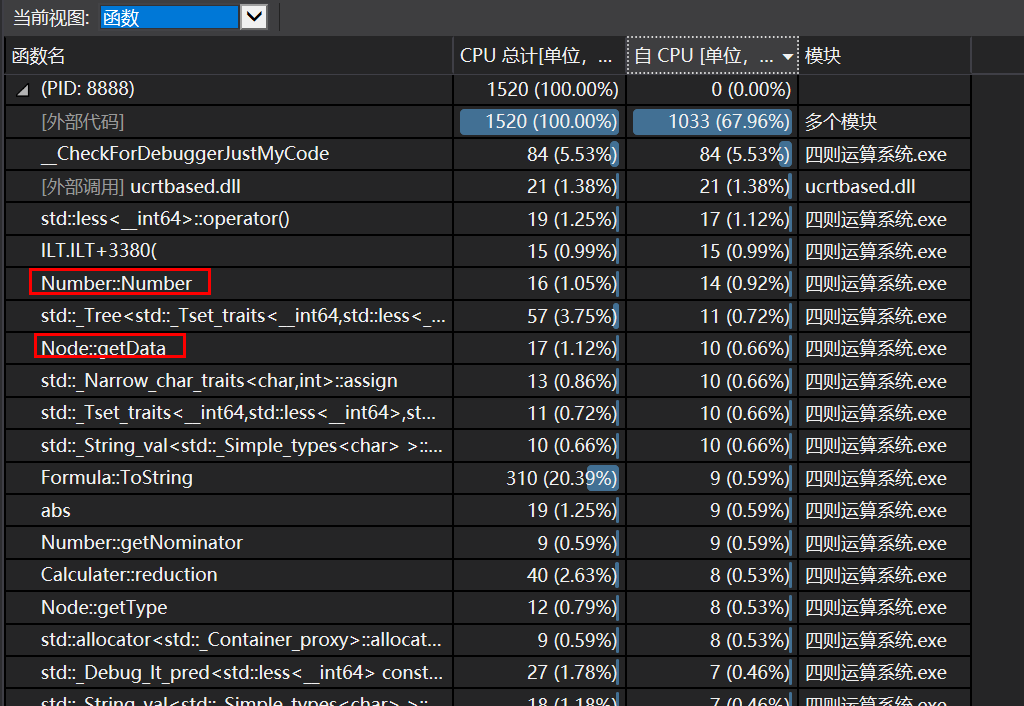 当前视图: 函数
函数名 CPU 总计[单位，... 自 CPU [单位，... 模块
(PID: 8888) 1520 (100.00%) 0 (0.00%)
[外部代码] 1520 (100.00%) 1033 (67.96%) 多个模块
__CheckForDebuggerJustMyCode 84 (5.53%) 84 (5.53%) 四则运算系统.exe
[外部调用] ucrtbased.dll 21 (1.38%) 21 (1.38%) ucrtbased.dll
std::less<__int64>::operator() 19 (1.25%) 17 (1.12%) 四则运算系统.exe
ILT.ILT+3380( 15 (0.99%) 15 (0.99%) 四则运算系统.exe
Number::Number 16 (1.05%) 14 (0.92%) 四则运算系统.exe
std::_Tree<std::_Tset_traits<__int64,std::less<_... 57 (3.75%) 11 (0.72%) 四则运算系统.exe
Node::getData 17 (1.12%) 10 (0.66%) 四则运算系统.exe
std::_Narrow_char_traits<char,int>::assign 13 (0.86%) 10 (0.66%) 四则运算系统.exe
std::_Tset_traits<__int64,std::less<__int64>,st... 11 (0.72%) 10 (0.66%) 四则运算系统.exe
std::_String_val<std::_Simple_types<char> >::... 10 (0.66%) 10 (0.66%) 四则运算系统.exe
Formula::ToString 310 (20.39%) 9 (0.59%) 四则运算系统.exe
abs 19 (1.25%) 9 (0.59%) 四则运算系统.exe
Number::getNominator 9 (0.59%) 9 (0.59%) 四则运算系统.exe
Calculater::reduction 40 (2.63%) 8 (0.53%) 四则运算系统.exe
Node::getType 12 (0.79%) 8 (0.53%) 四则运算系统.exe
std::allocator<std::_Container_proxy>::allocat... 9 (0.59%) 8 (0.53%) 四则运算系统.exe
std::_Debug_lt_pred<std::less<__int64> const... 27 (1.78%) 7 (0.46%) 四则运算系统.exe
std::_String_val<std::_Simple_types<char> >::... 18 (1.18%) 7 (0.46%) 四则运算系统.exe